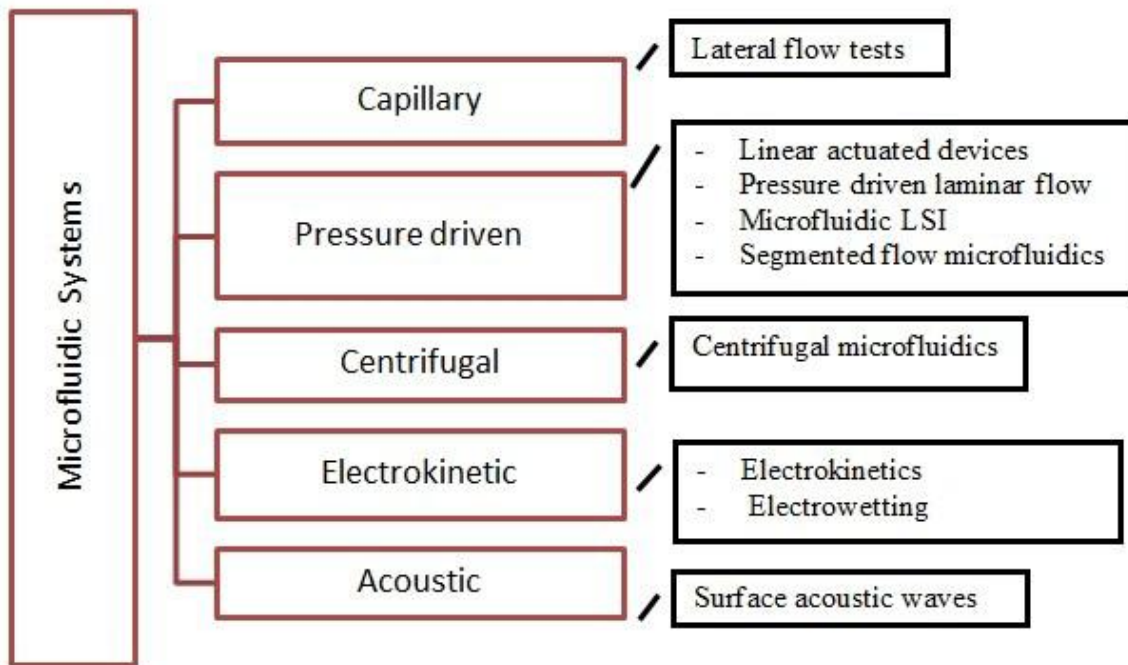 Microfluidic Systems
Capillary
Lateral flow tests
Pressure driven
- Linear actuated devices
- Pressure driven laminar flow
- Microfluidic LSI
- Segmented flow microfluidics
Centrifugal
Centrifugal microfluidics
Electrokinetic
- Electrokinetics
- Electrowetting
Acoustic
Surface acoustic waves